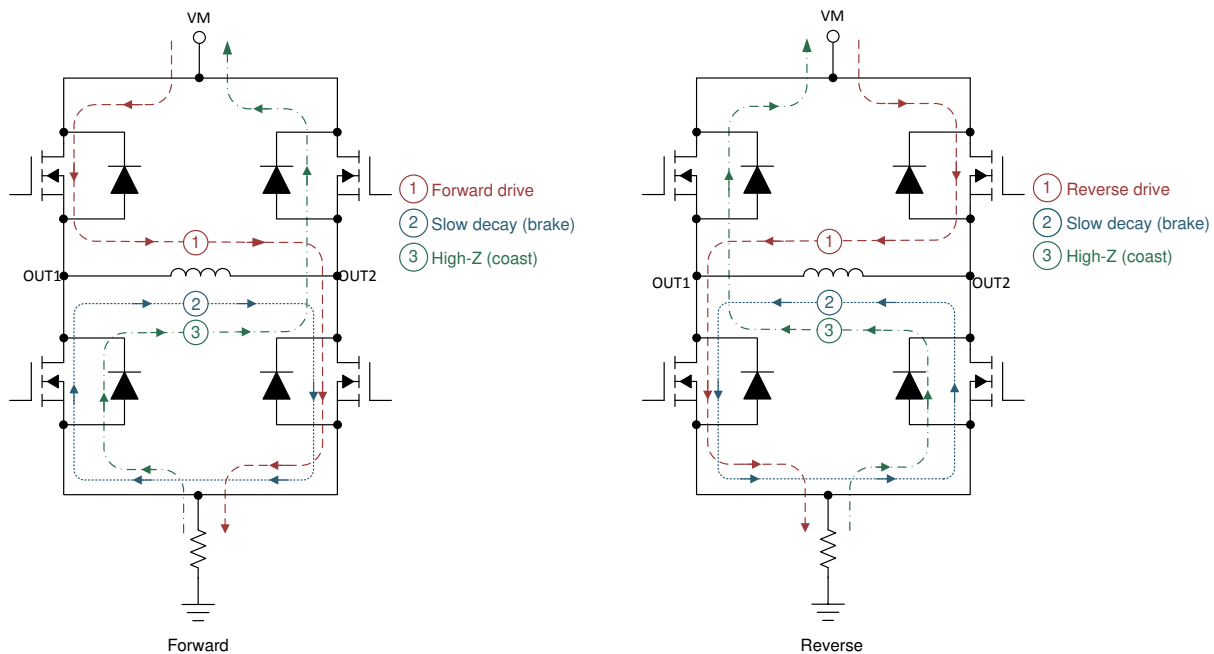 VM
1 Forward drive
2 Slow decay (brake)
3 High-Z (coast)
1
OUT1
OUT2
2
3
Forward
VM
1 Reverse drive
2 Slow decay (brake)
3 High-Z (coast)
1
OUT1
OUT2
2
3
Reverse